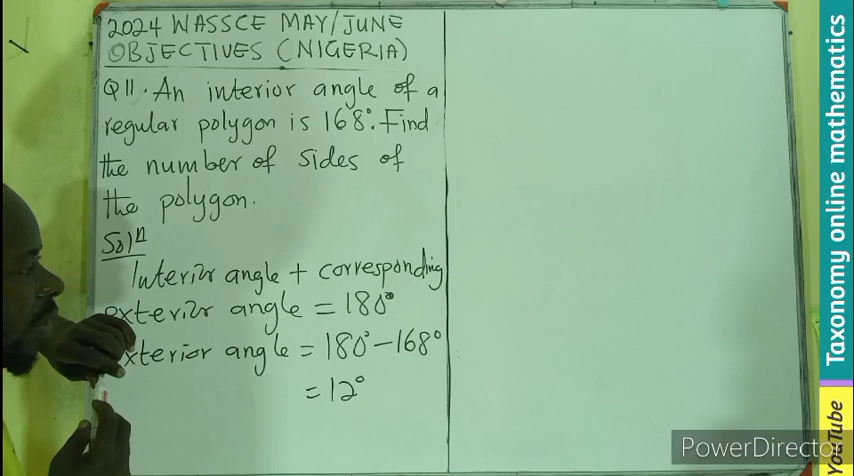 2024 WASSCE MAY/JUNE
OBJECTIVES (NIGERIA)
Q11. An interior angle of a
regular polygon is 168°. Find
the number of sides of
the polygon.
Soln
Interior angle + corresponding
exterior angle = 180°
exterior angle = 180° - 168°
= 12°
Taxonomy online mathematics
YouTube
PowerDirector